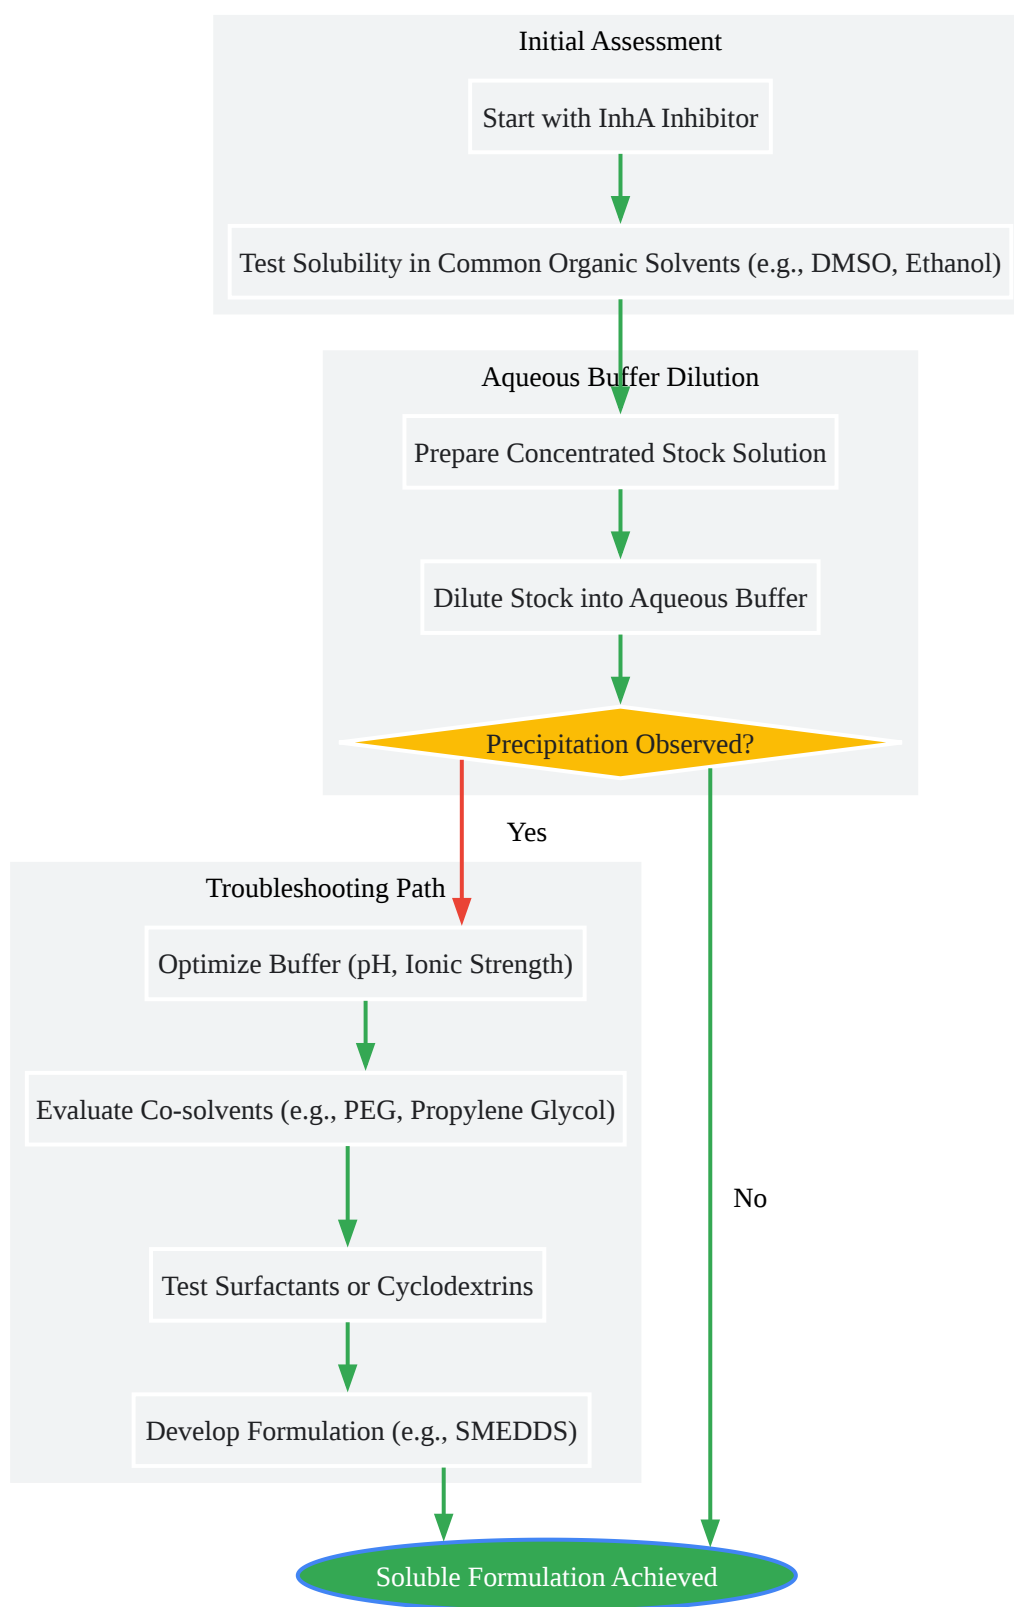 Initial Assessment
Start with InhA Inhibitor
Test Solubility in Common Organic Solvents (e.g., DMSO, Ethanol)
Aqueous Buffer Dilution
Prepare Concentrated Stock Solution
Dilute Stock into Aqueous Buffer
Precipitation Observed?
Yes
Troubleshooting Path
Optimize Buffer (pH, Ionic Strength)
Evaluate Co-solvents (e.g., PEG, Propylene Glycol)
No
Test Surfactants or Cyclodextrins
Develop Formulation (e.g., SMEDDS)
Soluble Formulation Achieved